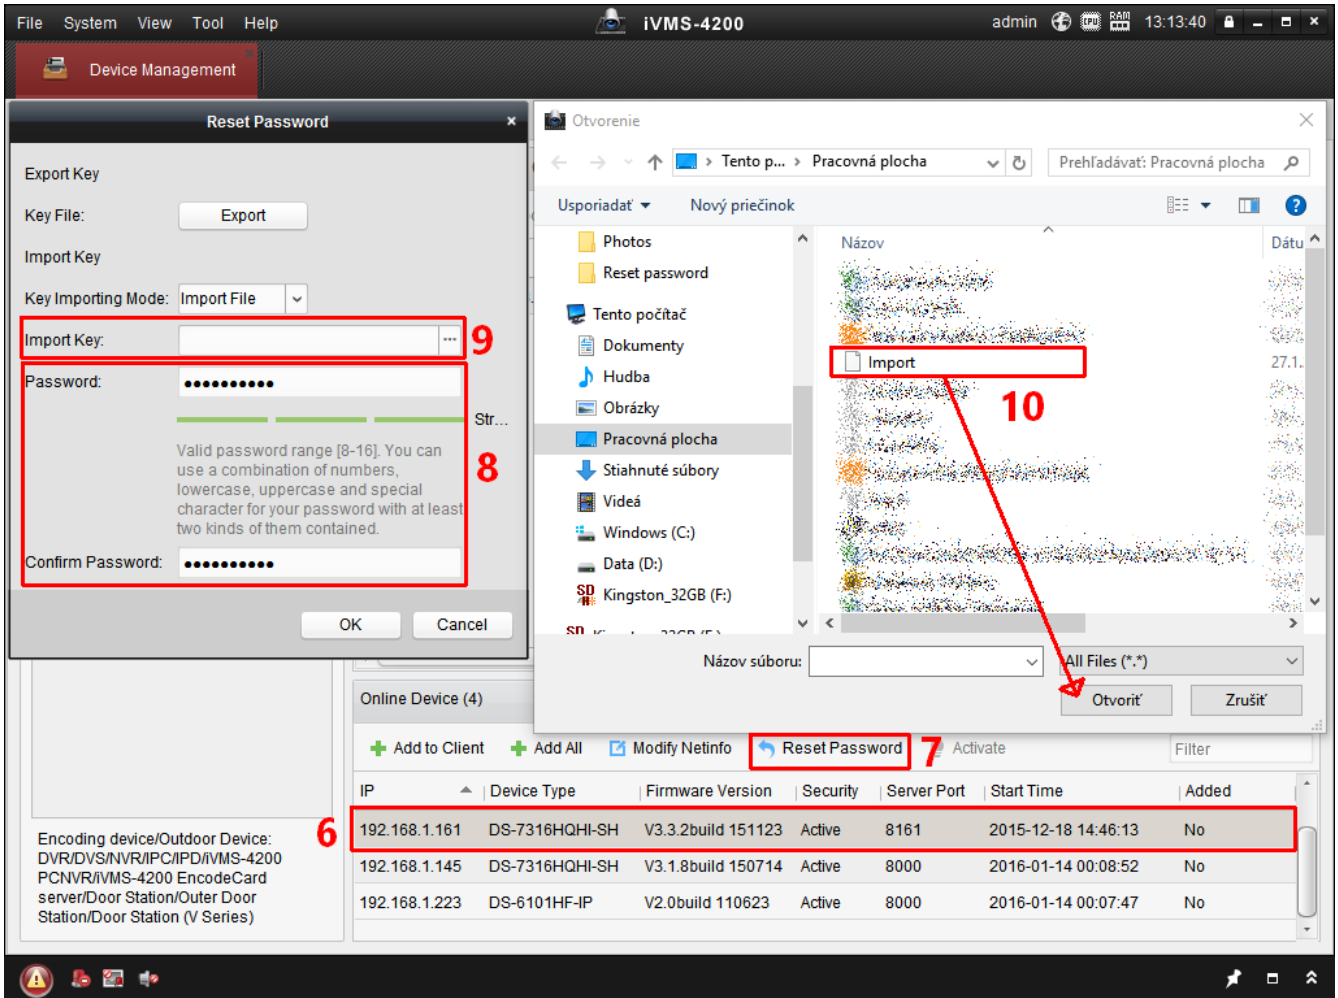 File System View Tool Help
iVMS-4200
admin CPU RAM 13:13:40
Device Management
Reset Password
Export Key
Key File: Export
Import Key
Key Importing Mode: Import File
Import Key:
9
Password: ●●●●●●●●●●
Str...
Valid password range [8-16]. You can
use a combination of numbers,
lowercase, uppercase and special
character for your password with at least
two kinds of them contained.
8
Confirm Password: ●●●●●●●●●●
OK Cancel
Otvorenie
Tento p... Pracovná plocha
Prehľadávať: Pracovná plocha
Usporiadať Nový priečinok
Photos
Reset password
Tento počítač
Dokumenty
Hudba
Obrázky
Pracovná plocha
Stiahnuté súbory
Videá
Windows (C:)
Data (D:)
Kingston_32GB (F:)
Názov Dátu
Import 27.1..
10
Názov súboru: All Files (*.*)
Otvoriť Zrušiť
Online Device (4)
Add to Client Add All Modify Netinfo Reset Password 7 Activate Filter
IP Device Type Firmware Version Security Server Port Start Time Added
6
192.168.1.161 DS-7316HQHI-SH V3.3.2build 151123 Active 8161 2015-12-18 14:46:13 No
192.168.1.145 DS-7316HQHI-SH V3.1.8build 150714 Active 8000 2016-01-14 00:08:52 No
192.168.1.223 DS-6101HF-IP V2.0build 110623 Active 8000 2016-01-14 00:07:47 No
Encoding device/Outdoor Device:
DVR/DVS/NVR/IPC/IPD/iVMS-4200
PCNVR/iVMS-4200 EncodeCard
server/Door Station/Outer Door
Station/Door Station (V Series)